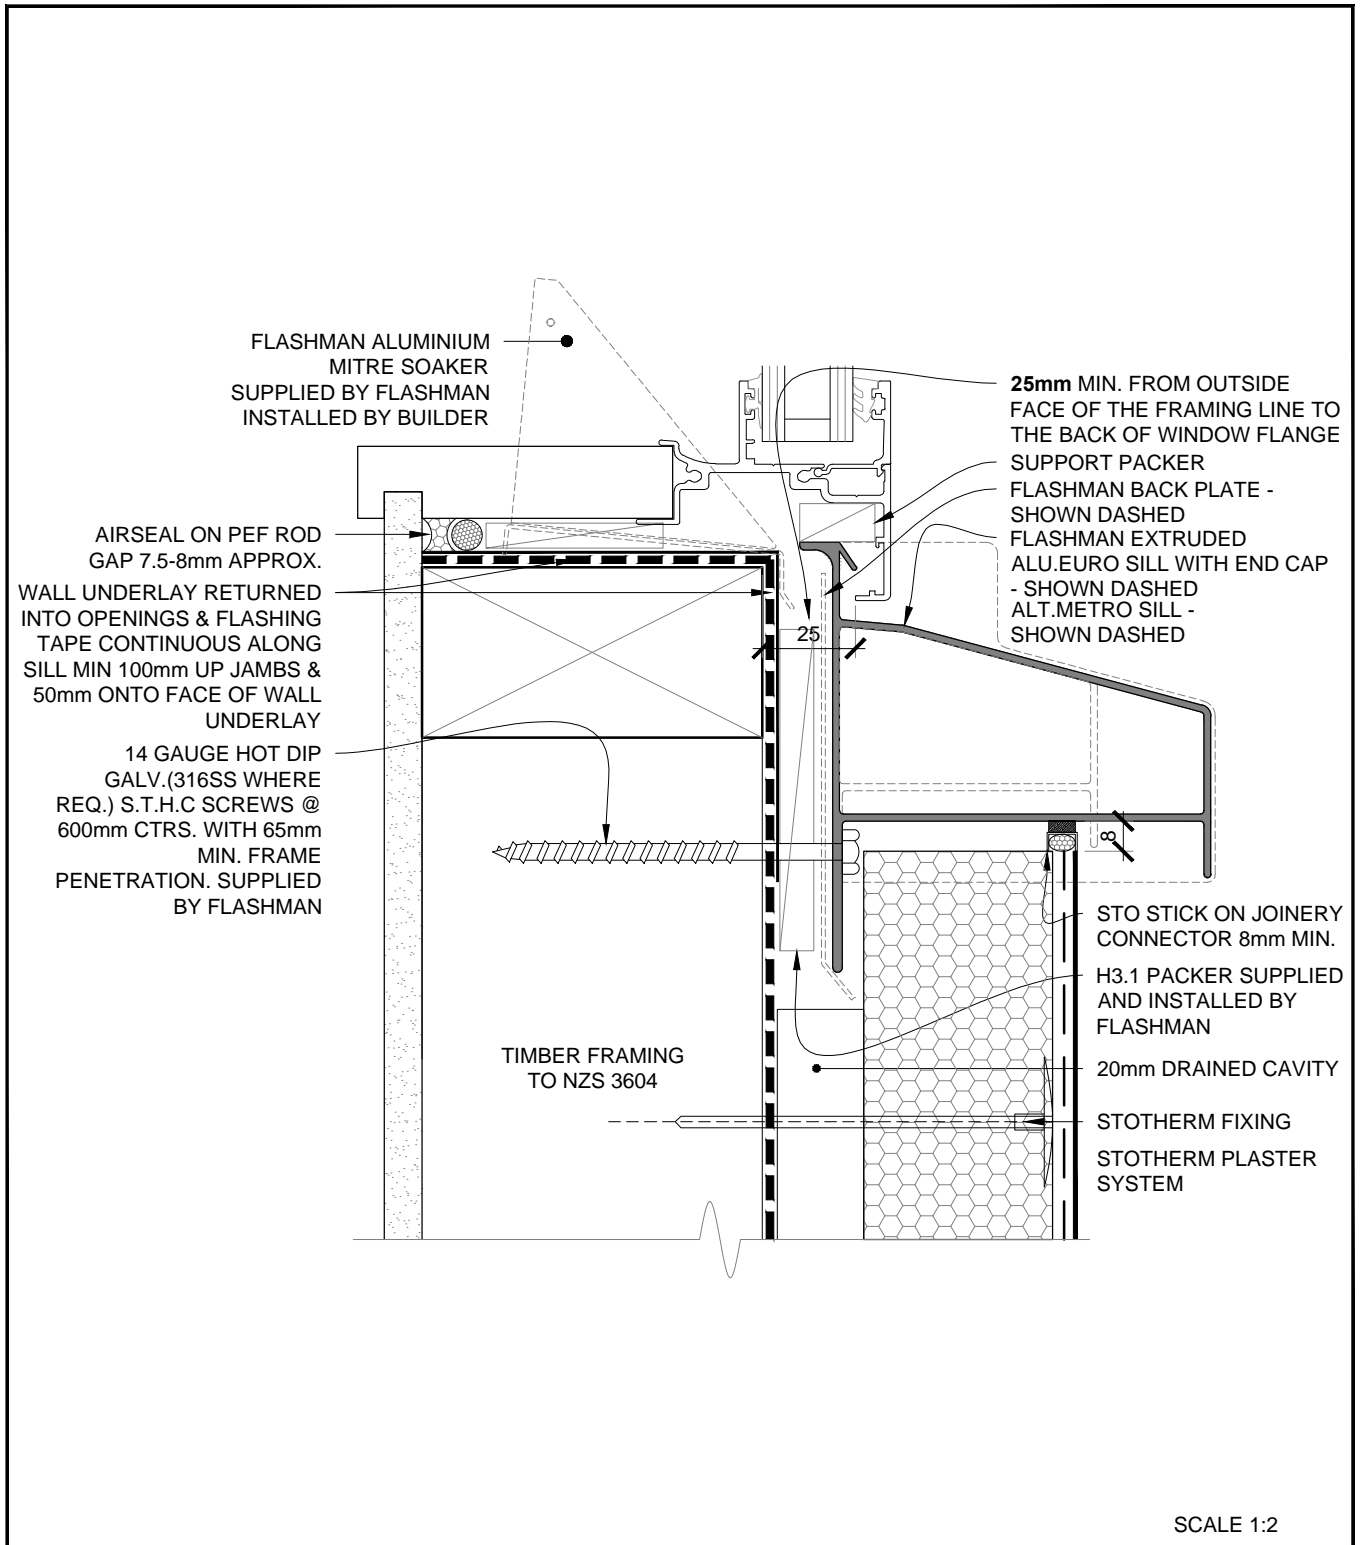 FLASHMAN ALUMINIUM
MITRE SOAKER
SUPPLIED BY FLASHMAN
INSTALLED BY BUILDER
AIRSEAL ON PEF ROD
GAP 7.5-8mm APPROX.
WALL UNDERLAY RETURNED
INTO OPENINGS & FLASHING
TAPE CONTINUOUS ALONG
SILL MIN 100mm UP JAMBS &
50mm ONTO FACE OF WALL
UNDERLAY
14 GAUGE HOT DIP
GALV.(316SS WHERE
REQ.) S.T.H.C SCREWS @
600mm CTRS. WITH 65mm
MIN. FRAME
PENETRATION. SUPPLIED
BY FLASHMAN
25mm MIN. FROM OUTSIDE
FACE OF THE FRAMING LINE TO
THE BACK OF WINDOW FLANGE
SUPPORT PACKER
FLASHMAN BACK PLATE -
SHOWN DASHED
FLASHMAN EXTRUDED
ALU.EURO SILL WITH END CAP
- SHOWN DASHED
ALT.METRO SILL -
SHOWN DASHED
25
8
STO STICK ON JOINERY
CONNECTOR 8mm MIN.
H3.1 PACKER SUPPLIED
AND INSTALLED BY
FLASHMAN
20mm DRAINED CAVITY
STOTHERM FIXING
STOTHERM PLASTER
SYSTEM
TIMBER FRAMING
TO NZS 3604
SCALE 1:2